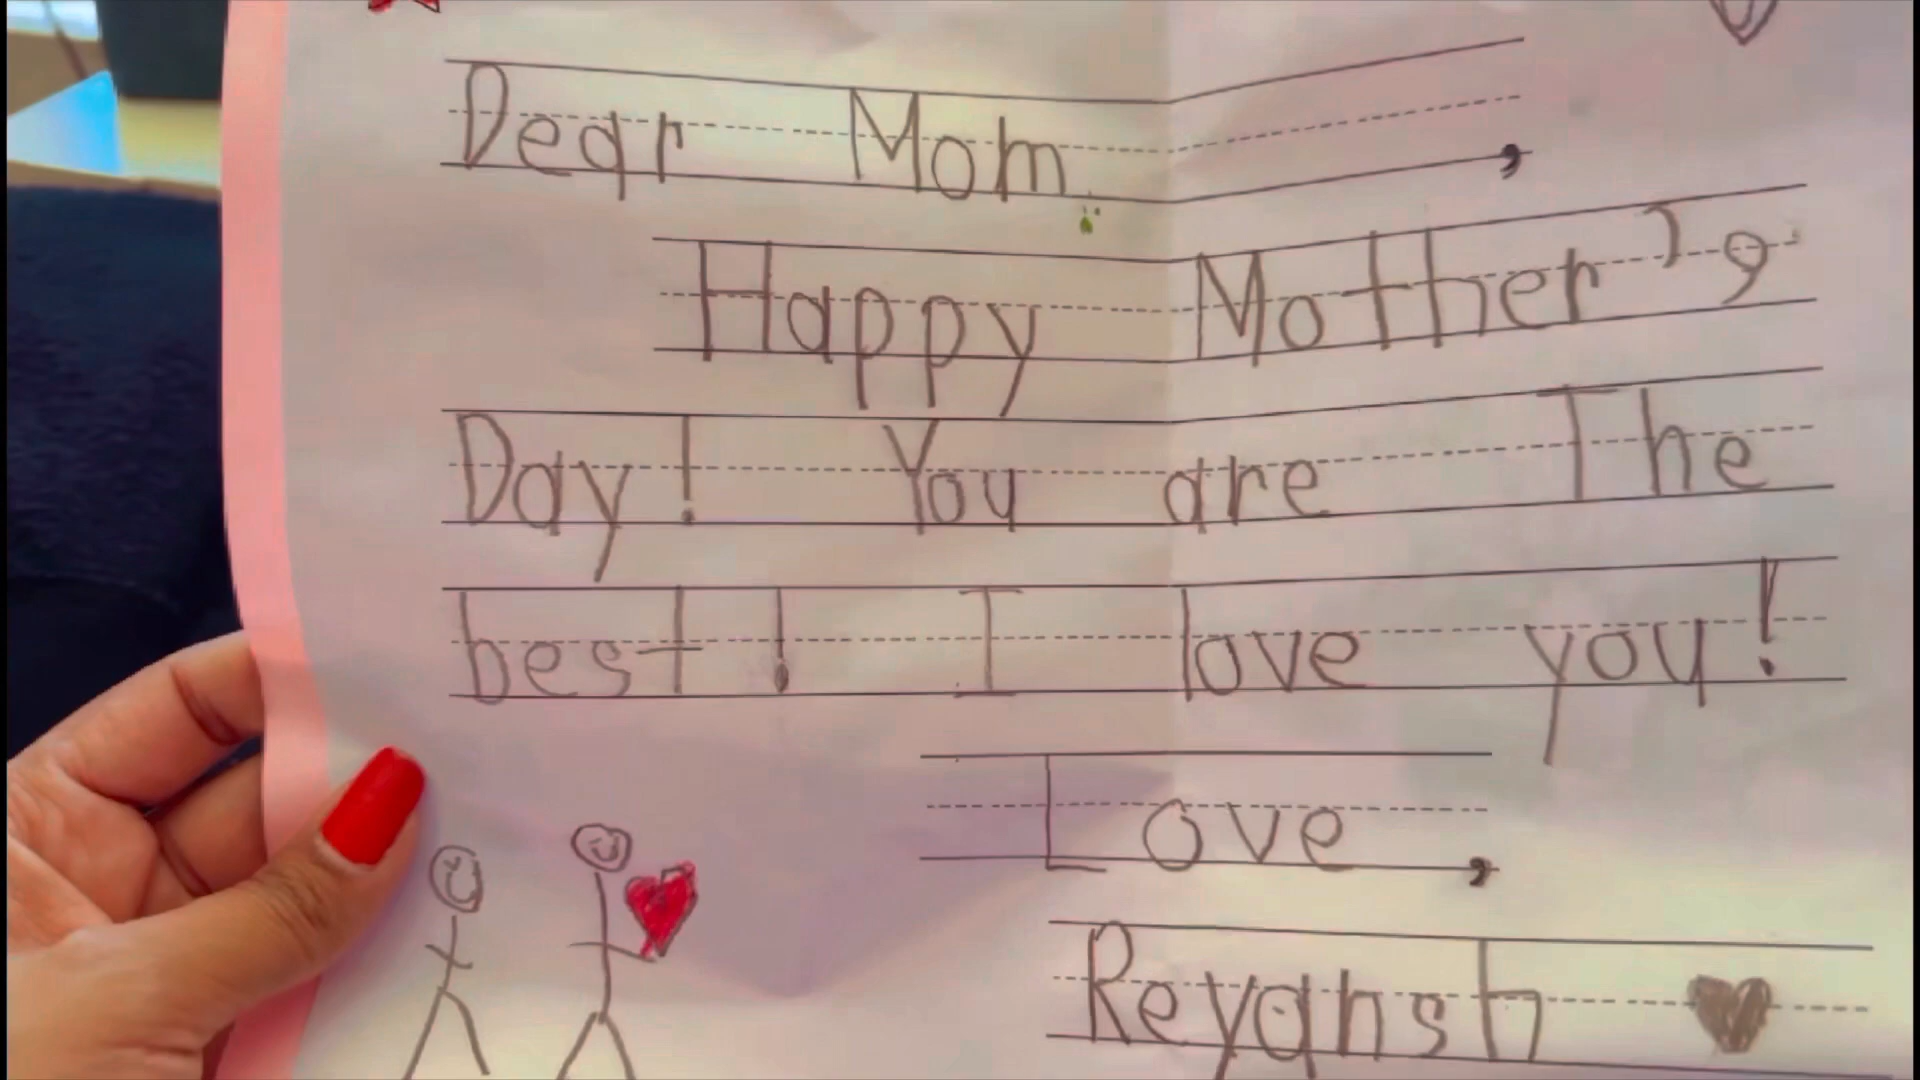 Dear Mom,
Happy Mother's
Day! You are The
best! I love you!
Love,
Reyansh